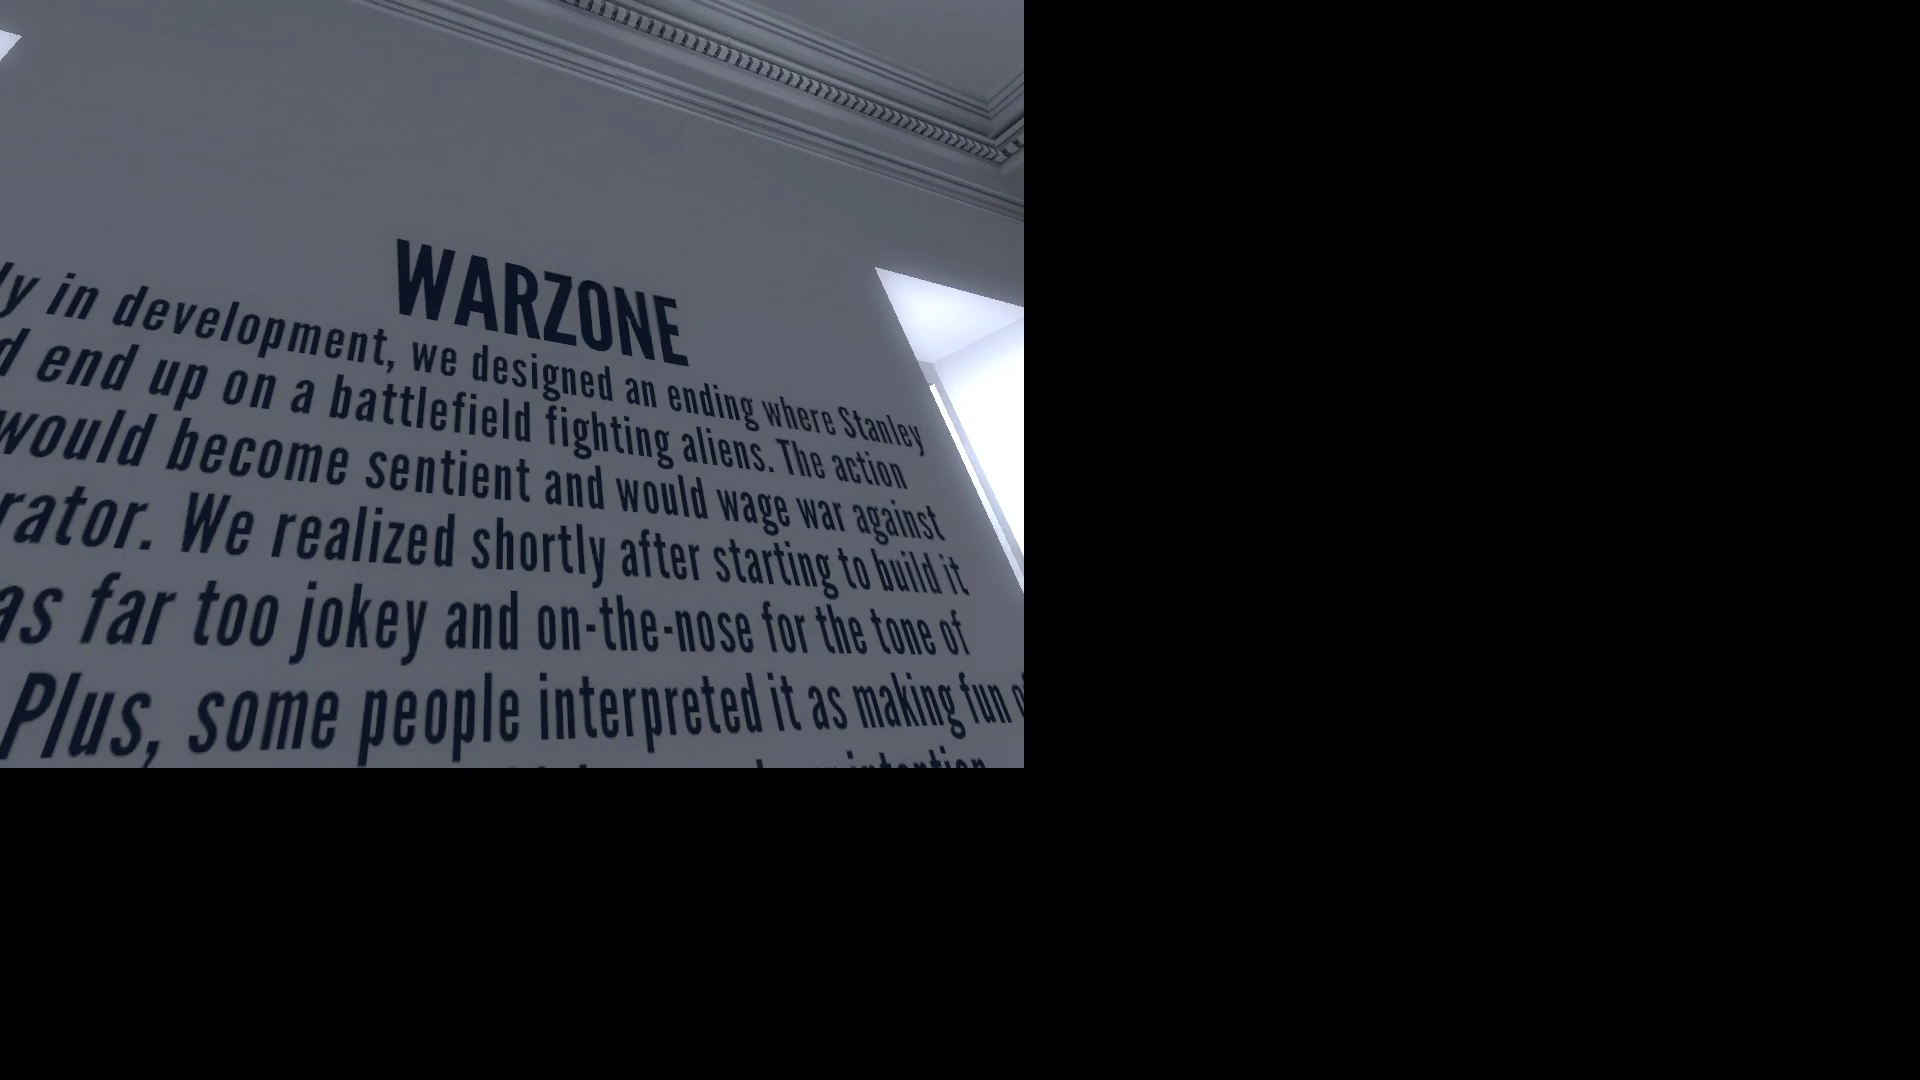 WARZONE
ly in development, we designed an ending where Stanley
d end up on a battlefield fighting aliens. The action
would become sentient and would wage war against
rator. We realized shortly after starting to build it
as far too jokey and on-the-nose for the tone of
Plus, some people interpreted it as making fun
intention